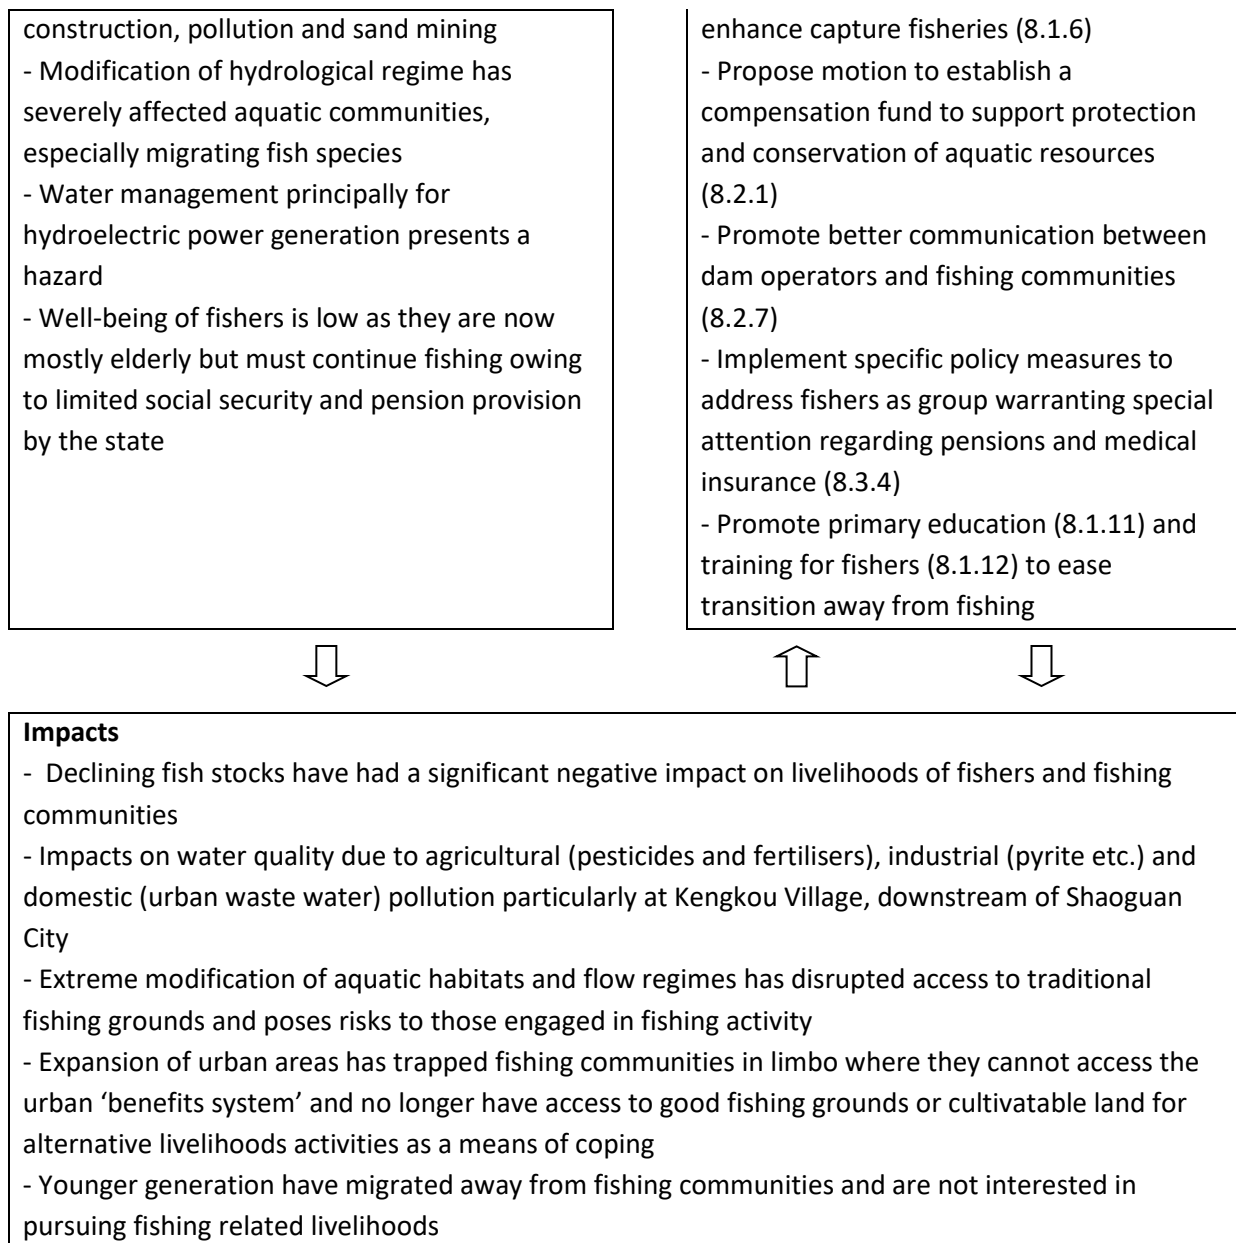 construction, pollution and sand mining
- Modification of hydrological regime has
severely affected aquatic communities,
especially migrating fish species
- Water management principally for
hydroelectric power generation presents a
hazard
- Well-being of fishers is low as they are now
mostly elderly but must continue fishing owing
to limited social security and pension provision
by the state
enhance capture fisheries (8.1.6)
- Propose motion to establish a
compensation fund to support protection
and conservation of aquatic resources
(8.2.1)
- Promote better communication between
dam operators and fishing communities
(8.2.7)
- Implement specific policy measures to
address fishers as group warranting special
attention regarding pensions and medical
insurance (8.3.4)
- Promote primary education (8.1.11) and
training for fishers (8.1.12) to ease
transition away from fishing
Impacts
- Declining fish stocks have had a significant negative impact on livelihoods of fishers and fishing
communities
- Impacts on water quality due to agricultural (pesticides and fertilisers), industrial (pyrite etc.) and
domestic (urban waste water) pollution particularly at Kengkou Village, downstream of Shaoguan
City
- Extreme modification of aquatic habitats and flow regimes has disrupted access to traditional
fishing grounds and poses risks to those engaged in fishing activity
- Expansion of urban areas has trapped fishing communities in limbo where they cannot access the
urban ‘benefits system’ and no longer have access to good fishing grounds or cultivatable land for
alternative livelihoods activities as a means of coping
- Younger generation have migrated away from fishing communities and are not interested in
pursuing fishing related livelihoods